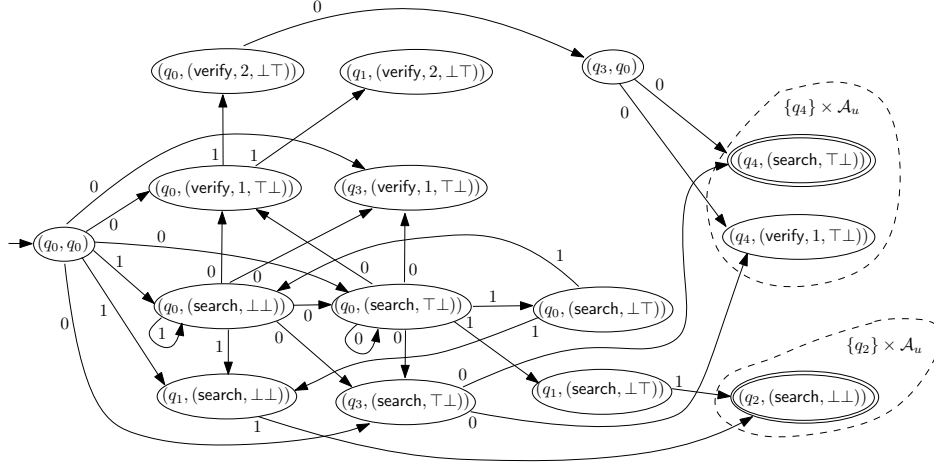 0
(q₀, (verify, 2, ⊥⊤))
(q₁, (verify, 2, ⊥⊤))
(q₃, q₀)
0
0
{q₄} × 𝒜ᵤ
1
1
(q₄, (search, ⊤⊥))
0
(q₀, (verify, 1, ⊤⊥))
(q₃, (verify, 1, ⊤⊥))
0
0
(q₀, q₀)
(q₄, (verify, 1, ⊤⊥))
1
0
0
0
0
1
(q₀, (search, ⊥⊥))
(q₀, (search, ⊤⊥))
(q₀, (search, ⊥⊤))
1
0
1
0
1
1
0
0
0
1
1
{q₂} × 𝒜ᵤ
0
1
(q₁, (search, ⊥⊥))
(q₃, (search, ⊤⊥))
(q₁, (search, ⊥⊤))
(q₂, (search, ⊥⊥))
1
0